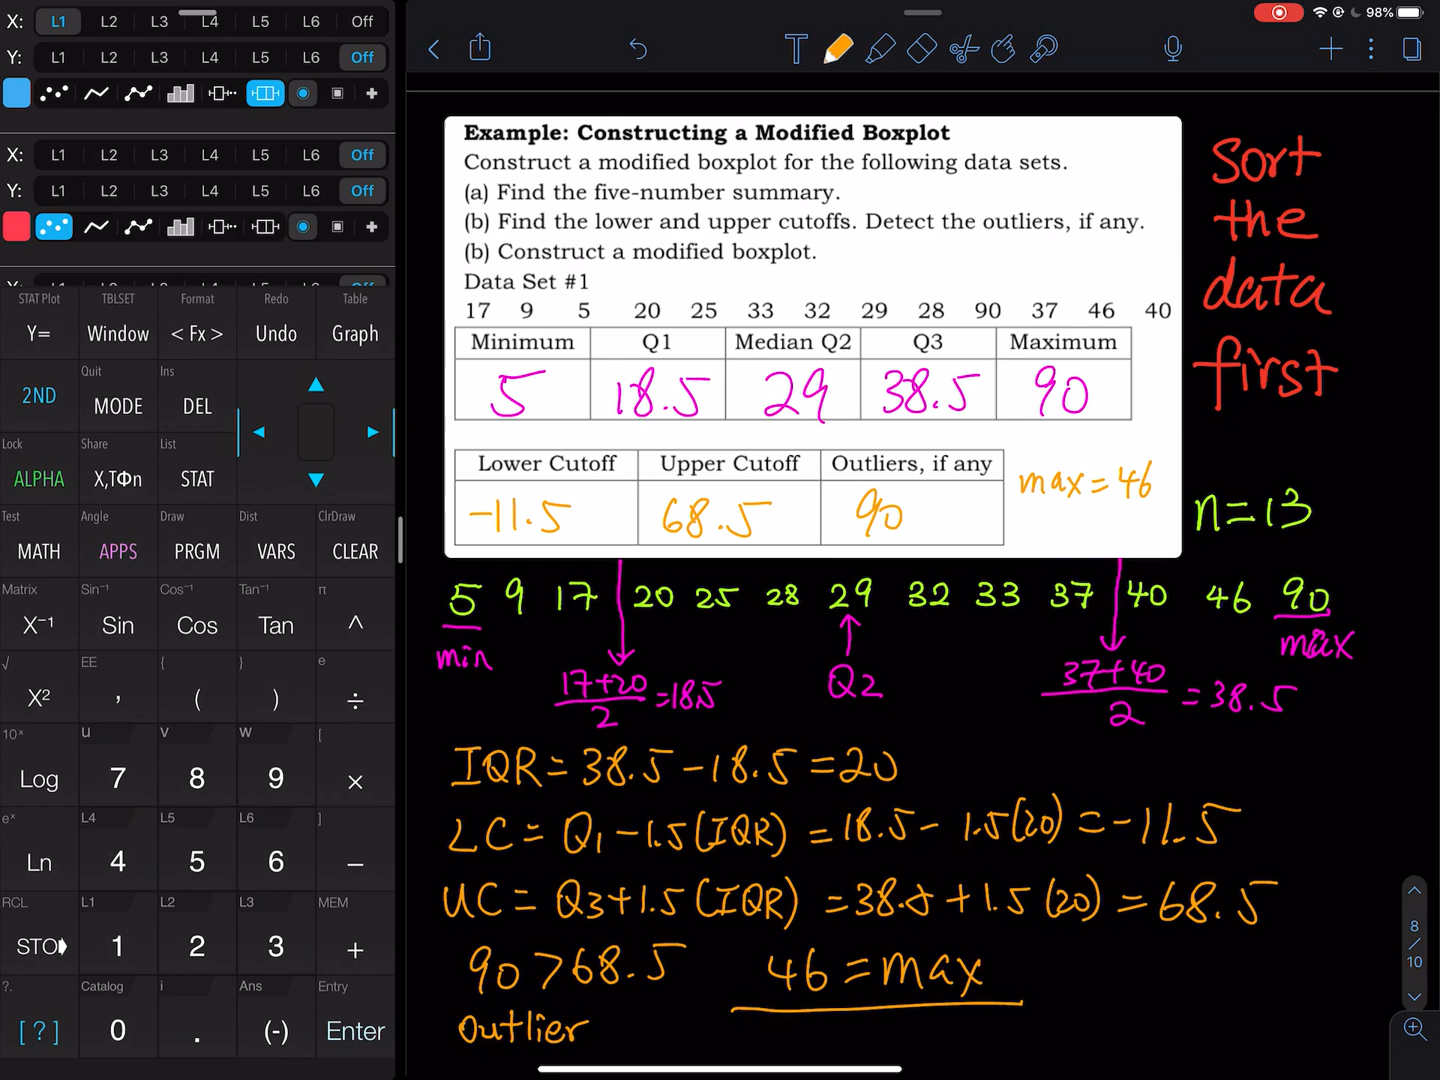 X: L1 L2 L3 L4 L5 L6 Off
Y: L1 L2 L3 L4 L5 L6 Off
X: L1 L2 L3 L4 L5 L6 Off
Y: L1 L2 L3 L4 L5 L6 Off
STAT Plot TBLSET Format Redo Table
Y= Window < Fx > Undo Graph
Quit Ins
2ND MODE DEL
Lock Share List
ALPHA X,TΦn STAT
Test Angle Draw Dist ClrDraw
MATH APPS PRGM VARS CLEAR
Matrix Sin⁻¹ Cos⁻¹ Tan⁻¹ π
X⁻¹ Sin Cos Tan ^
√ EE { } e
X² , ( ) ÷
10ˣ u v w [
Log 7 8 9 ×
eˣ L4 L5 L6 ]
Ln 4 5 6 −
RCL L1 L2 L3 MEM
STO 1 2 3 +
?. Catalog i Ans Entry
[ ? ] 0 . (-) Enter
98%
T
Example: Constructing a Modified Boxplot
Construct a modified boxplot for the following data sets.
(a) Find the five-number summary.
(b) Find the lower and upper cutoffs. Detect the outliers, if any.
(b) Construct a modified boxplot.
Data Set #1
17 9 5 20 25 33 32 29 28 90 37 46 40
Minimum Q1 Median Q2 Q3 Maximum
5 18.5 29 38.5 90
Lower Cutoff Upper Cutoff Outliers, if any
-11.5 68.5 90
max = 46
Sort
the
data
first
n=13
5 9 17 20 25 28 29 32 33 37 40 46 90
min Q2 max
17+20/2 =18.5
37+40/2 = 38.5
IQR = 38.5 - 18.5 = 20
LC = Q1 - 1.5(IQR) = 18.5 - 1.5(20) = -11.5
UC = Q3 + 1.5(IQR) = 38.5 + 1.5(20) = 68.5
90 > 68.5 46 = max
outlier
8
/
10